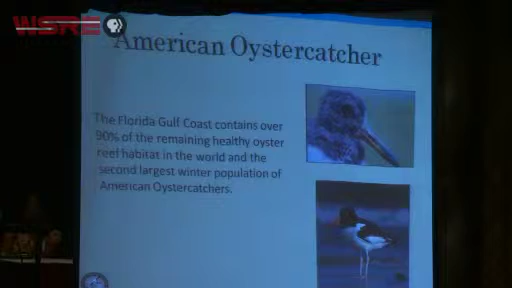 WSRE
PBS
American Oystercatcher
The Florida Gulf Coast contains over
90% of the remaining healthy oyster
reef habitat in the world and the
second largest winter population of
American Oystercatchers.